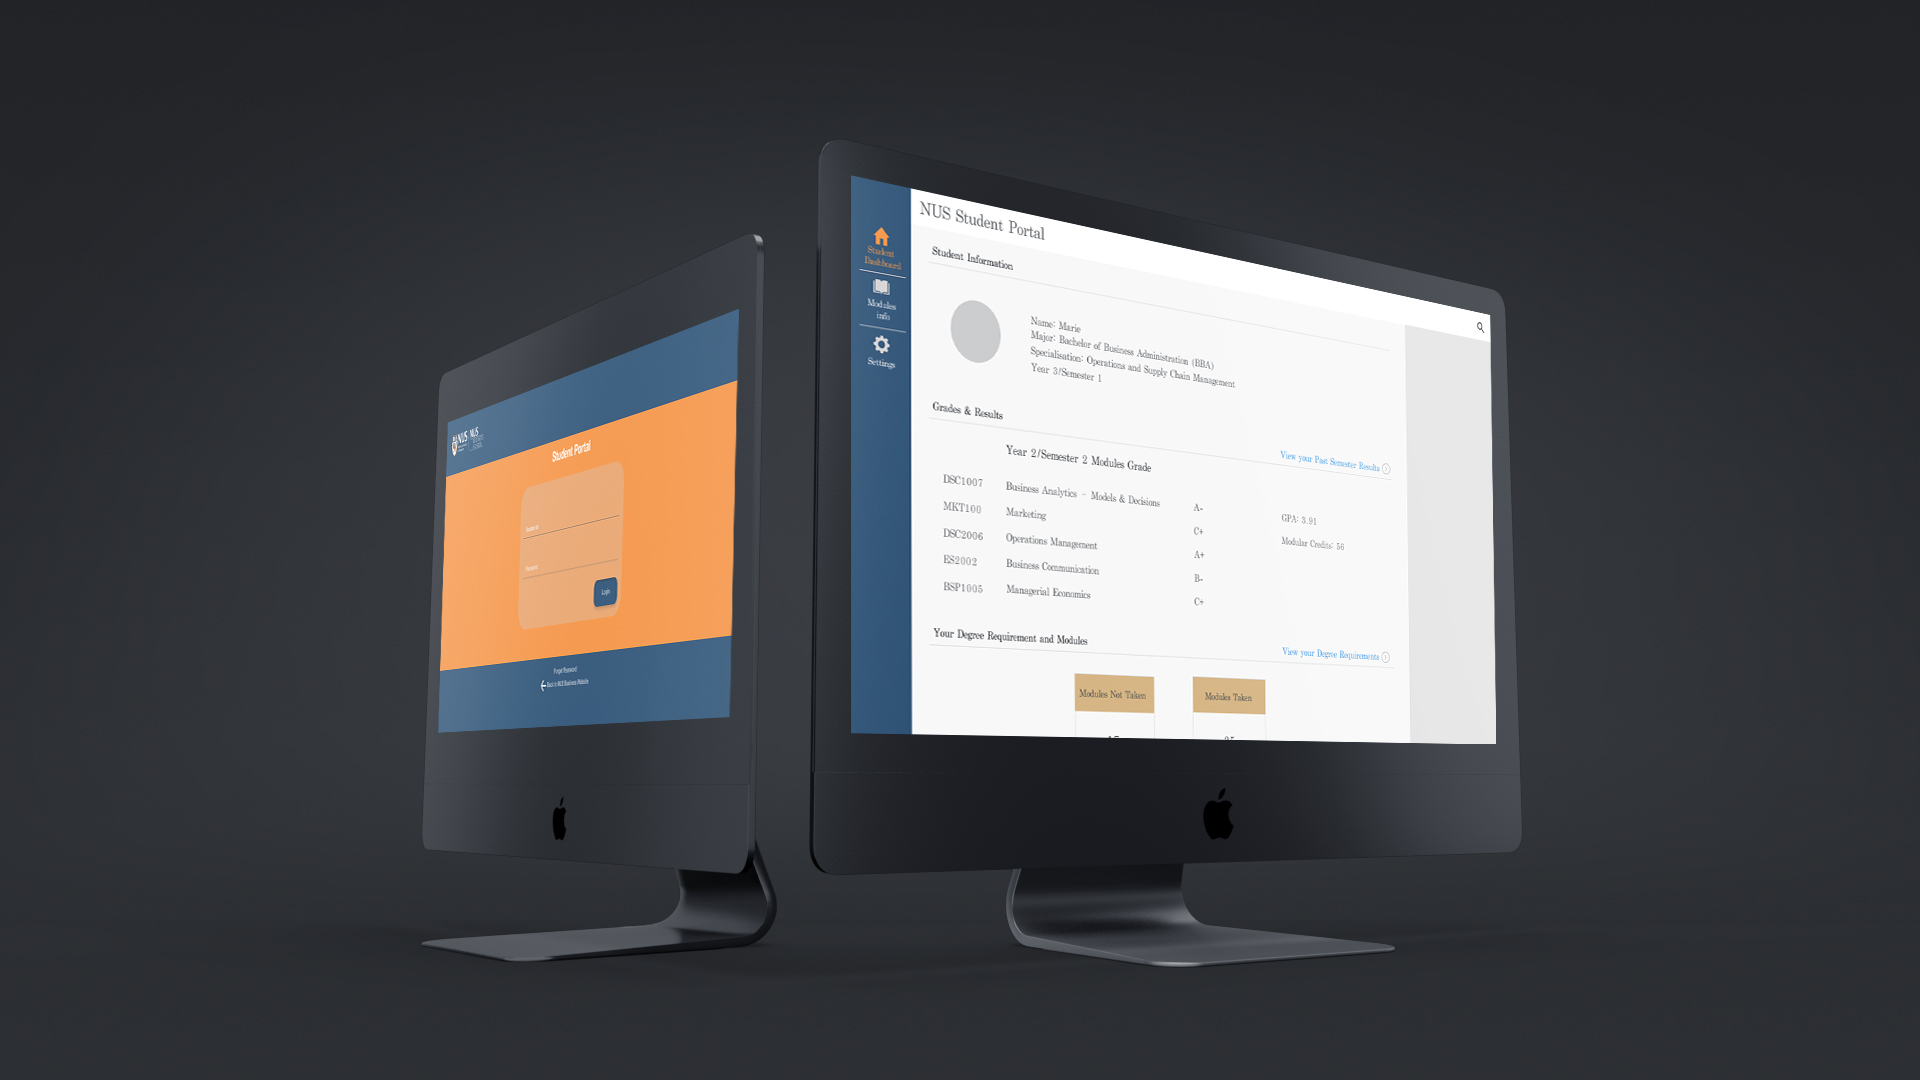 NUS
NUS
Student Portal
Student Id
Password
Login
Forgot Password
Back to NUS Business Website
NUS Student Portal
Student
Dashboard
Modules
info
Settings
Student Information
Name: Marie
Major: Bachelor of Business Administration (BBA)
Specialisation: Operations and Supply Chain Management
Year 3/Semester 1
Grades & Results
View your Past Semester Results
Year 2/Semester 2 Modules Grade
DSC1007 Business Analytics - Models & Decisions A-
MKT100 Marketing C+
DSC2006 Operations Management A+
ES2002 Business Communication B-
BSP1005 Managerial Economics C+
GPA: 3.91
Modular Credits: 56
Your Degree Requirement and Modules
View your Degree Requirements
Modules Not Taken
Modules Taken